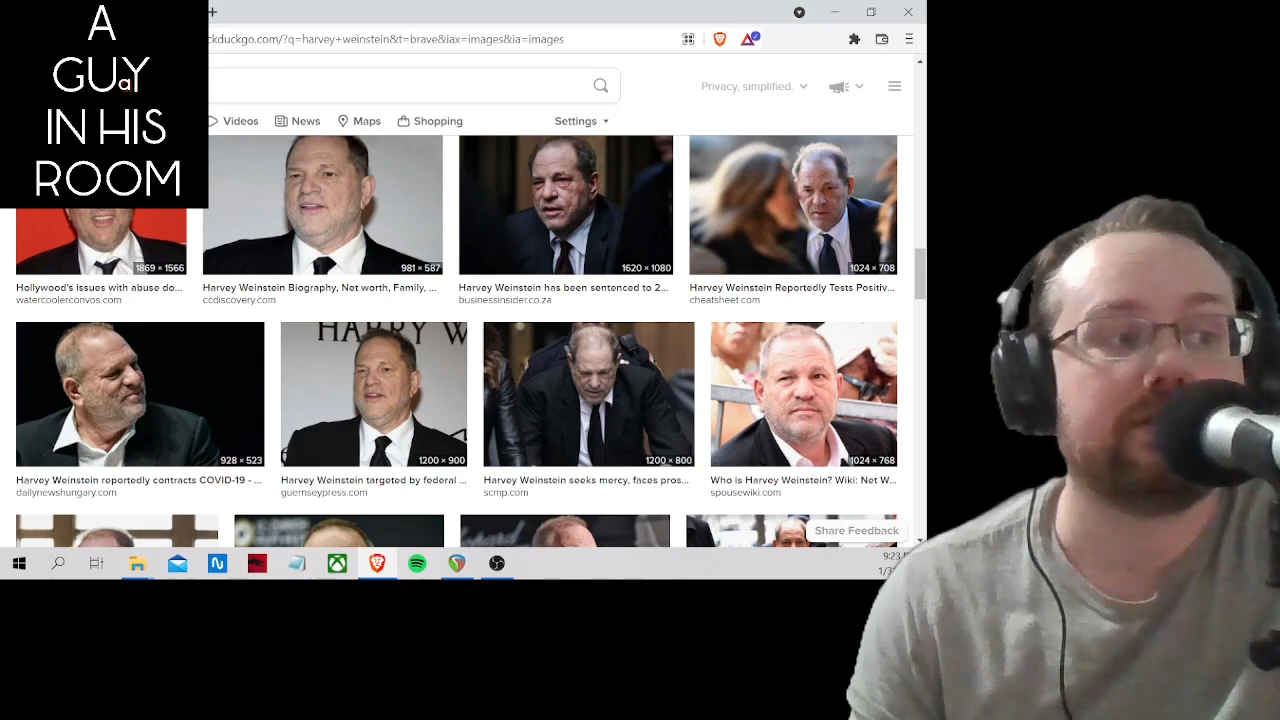 A
GUY
a
IN HIS
ROOM
ckduckgo.com/?q=harvey+weinstein&t=brave&iax=images&ia=images
Privacy, simplified.
Videos
News
Maps
Shopping
Settings
1869 × 1566
981 × 587
1620 × 1080
1024 × 708
Hollywood's issues with abuse do...
Harvey Weinstein Biography, Net worth, Family, ...
Harvey Weinstein has been sentenced to 2...
Harvey Weinstein Reportedly Tests Positiv...
watercoolerconvos.com
ccdiscovery.com
businessinsider.co.za
cheatsheet.com
HARRY W
928 × 523
1200 × 900
1200 × 800
1024 × 768
Harvey Weinstein reportedly contracts COVID-19 - ...
Harvey Weinstein targeted by federal ...
Harvey Weinstein seeks mercy, faces pros...
Who is Harvey Weinstein? Wiki: Net W...
dailynewshungary.com
guernseypress.com
scmp.com
spousewiki.com
Share Feedback
9:23